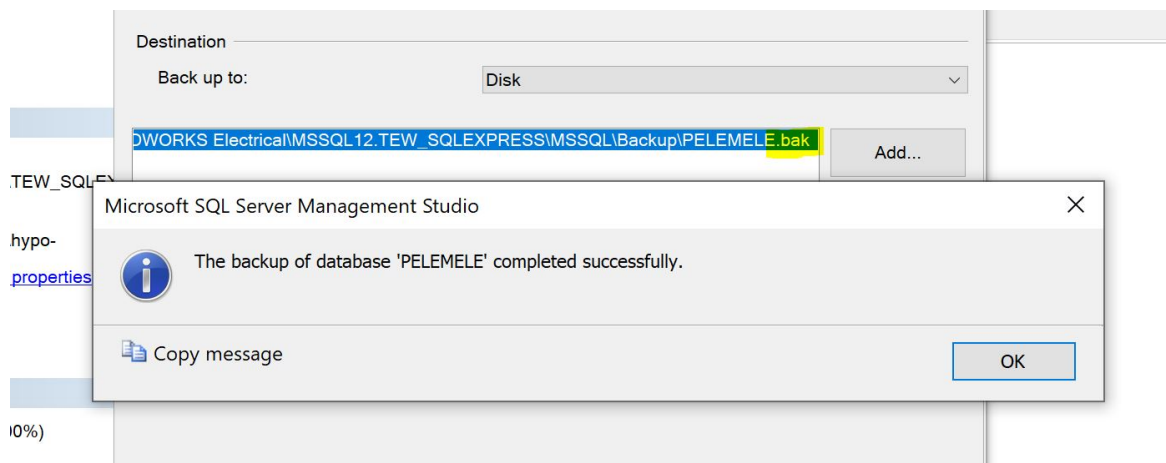 Destination
Back up to:
Disk
DWORKS Electrical\MSSQL12.TEW_SQLEXPRESS\MSSQL\Backup\PELEMELE.bak
Add...
.TEW_SQLEX
Microsoft SQL Server Management Studio
hypo-
The backup of database 'PELEMELE' completed successfully.
properties
Copy message
OK
0%)